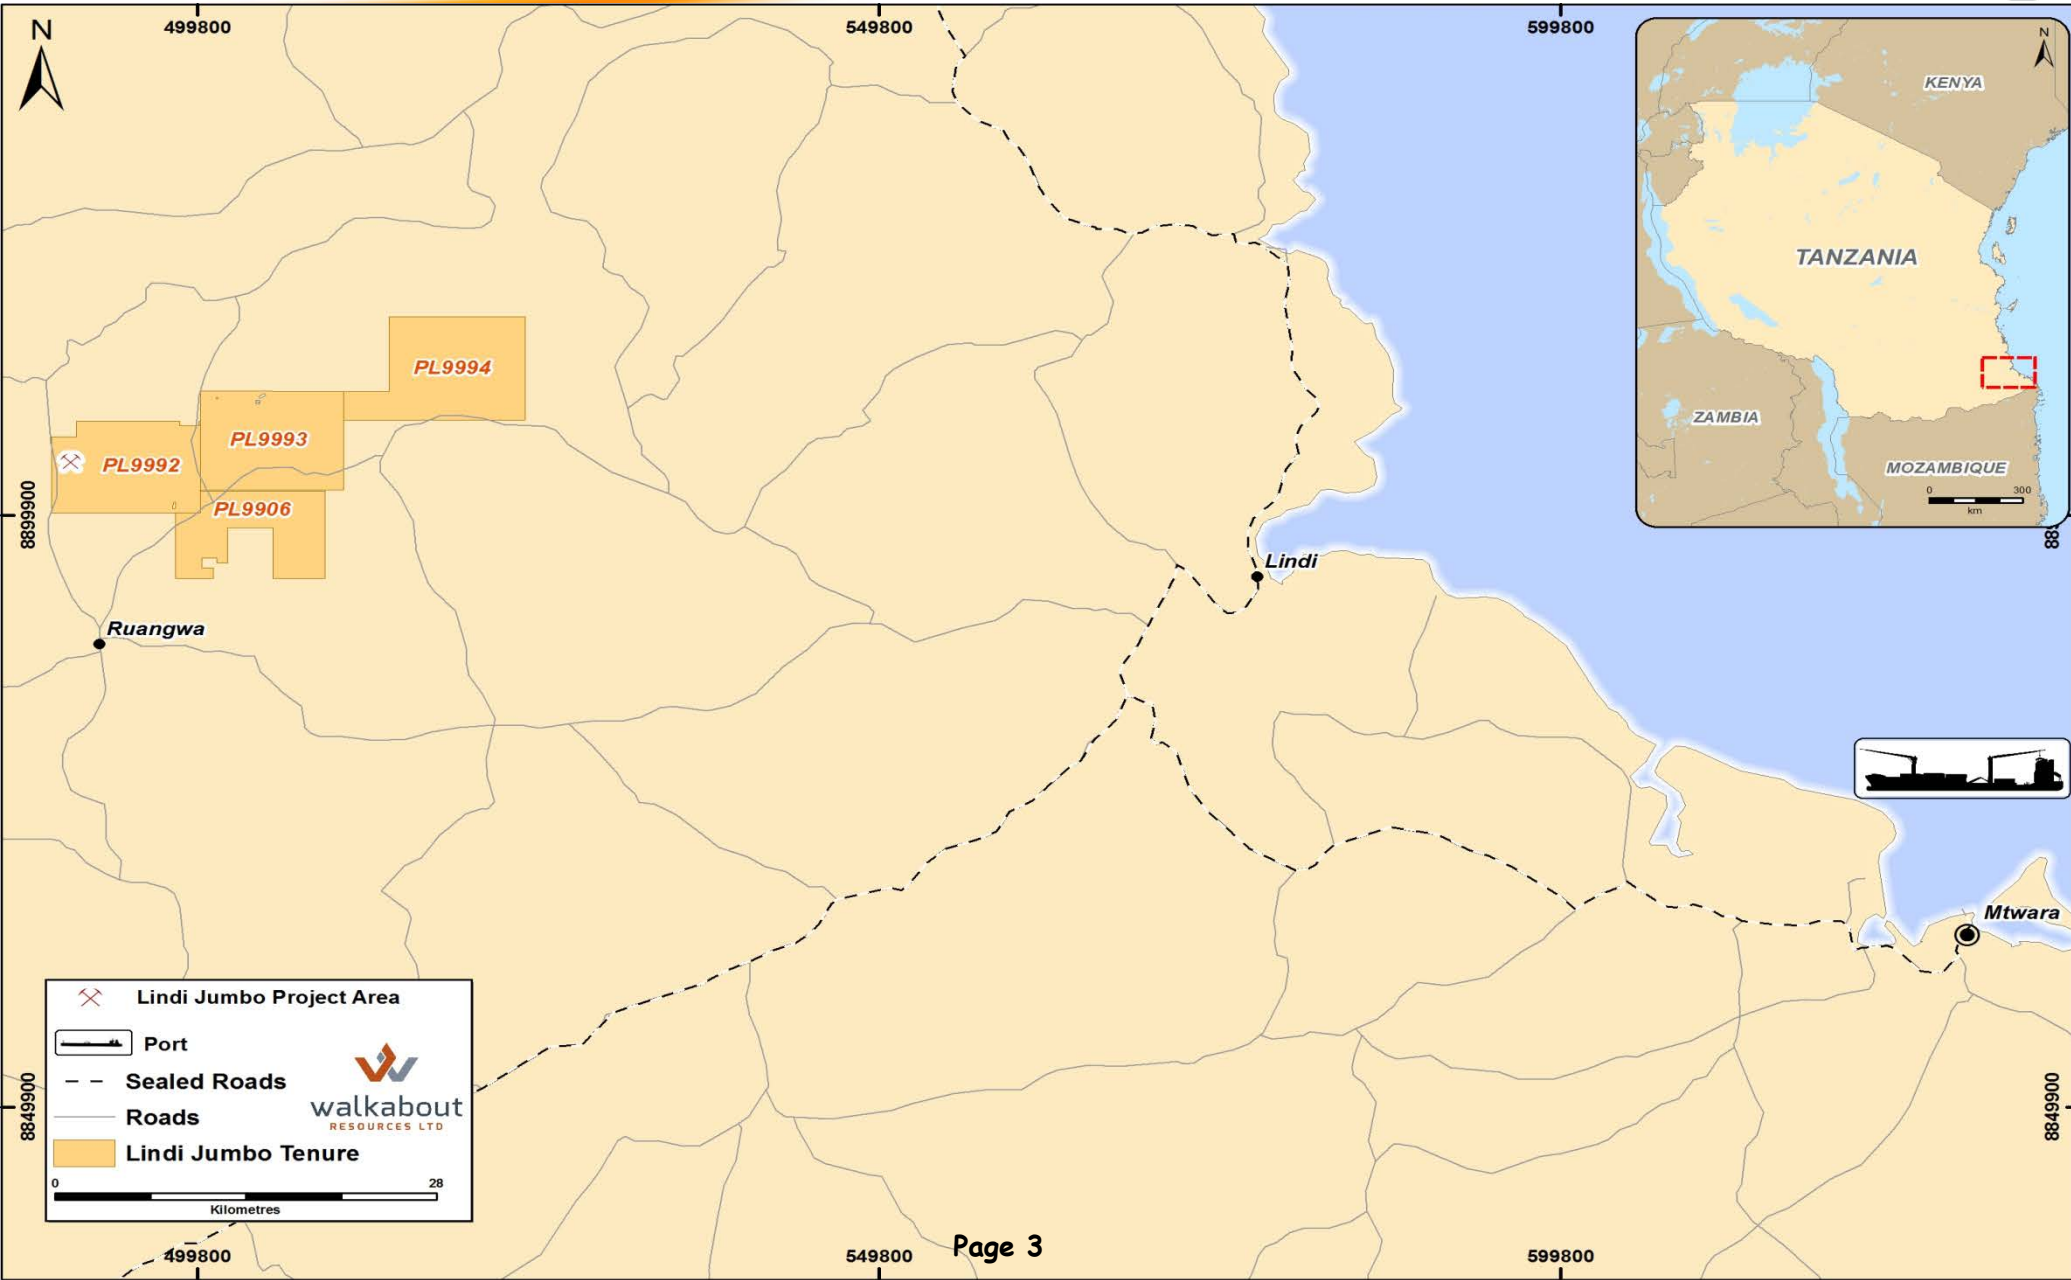 499800
549800
599800
N
N
KENYA
TANZANIA
ZAMBIA
MOZAMBIQUE
0 300
km
PL9994
PL9993
PL9992
PL9906
8899900
88
Lindi
Ruangwa
Mtwara
Lindi Jumbo Project Area
Port
Sealed Roads
Roads
Lindi Jumbo Tenure
walkabout
RESOURCES LTD
0 28
Kilometres
8849900
8849900
499800
549800
Page 3
599800